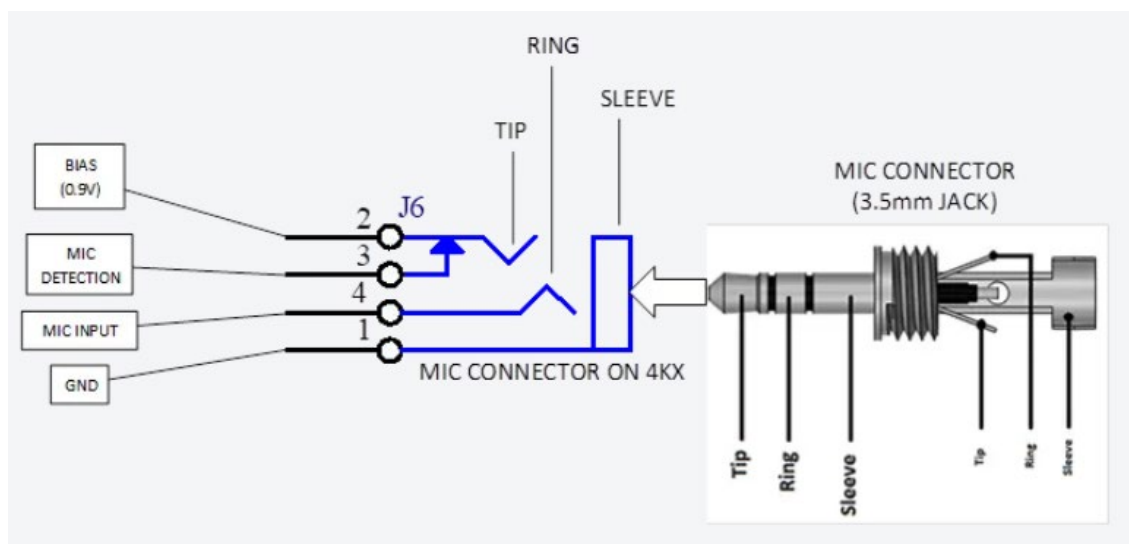 RING
SLEEVE
TIP
BIAS
(0.9V)
MIC CONNECTOR
(3.5mm JACK)
J6
2
MIC
DETECTION
3
4
MIC INPUT
1
MIC CONNECTOR ON 4KX
GND
Tip
Ring
Sleeve
Tip
Ring
Sleeve